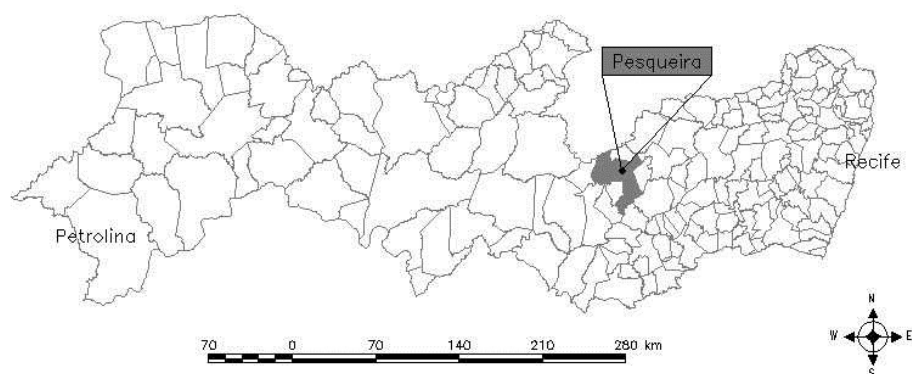 Pesqueira
Recife
Petrolina
N
W E
S
70 0 70 140 210 280 km